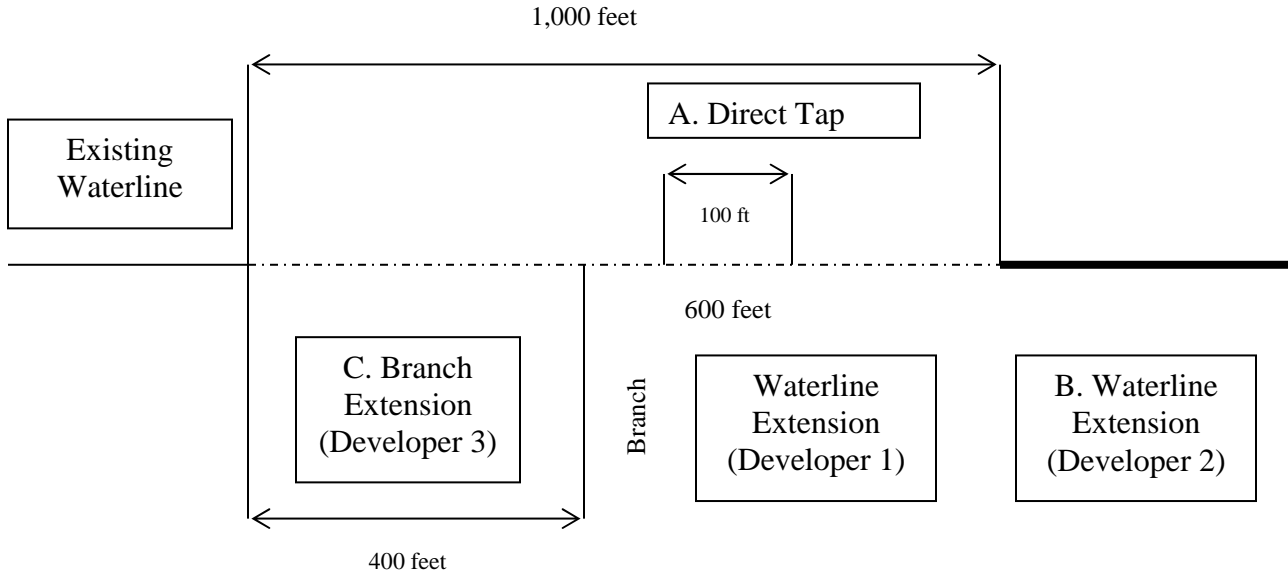 1,000 feet
A. Direct Tap
Existing
Waterline
100 ft
600 feet
C. Branch
Extension
(Developer 3)
Branch
Waterline
Extension
(Developer 1)
B. Waterline
Extension
(Developer 2)
400 feet